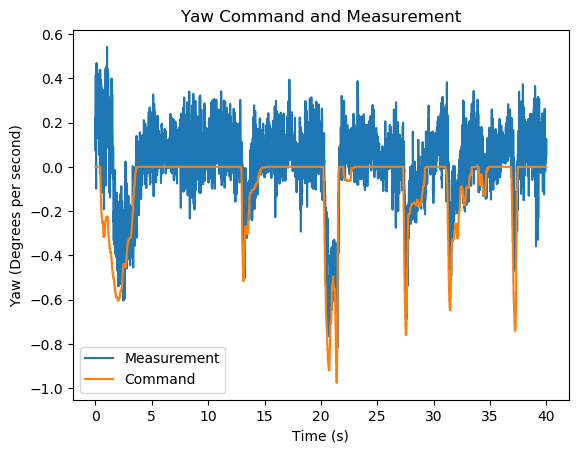 Yaw Command and Measurement
Yaw (Degrees per second)
0.6
0.4
0.2
0.0
−0.2
−0.4
−0.6
−0.8
−1.0
Measurement
Command
0 5 10 15 20 25 30 35 40
Time (s)